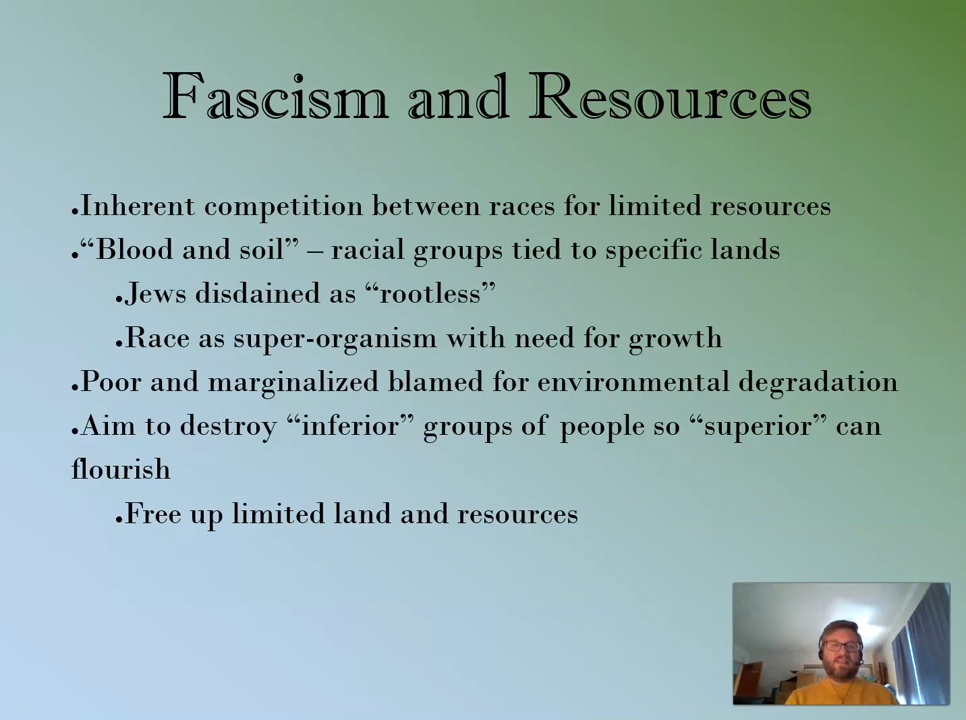 Fascism and Resources
•Inherent competition between races for limited resources
•“Blood and soil” – racial groups tied to specific lands
•Jews disdained as “rootless”
•Race as super-organism with need for growth
•Poor and marginalized blamed for environmental degradation
•Aim to destroy “inferior” groups of people so “superior” can
flourish
•Free up limited land and resources